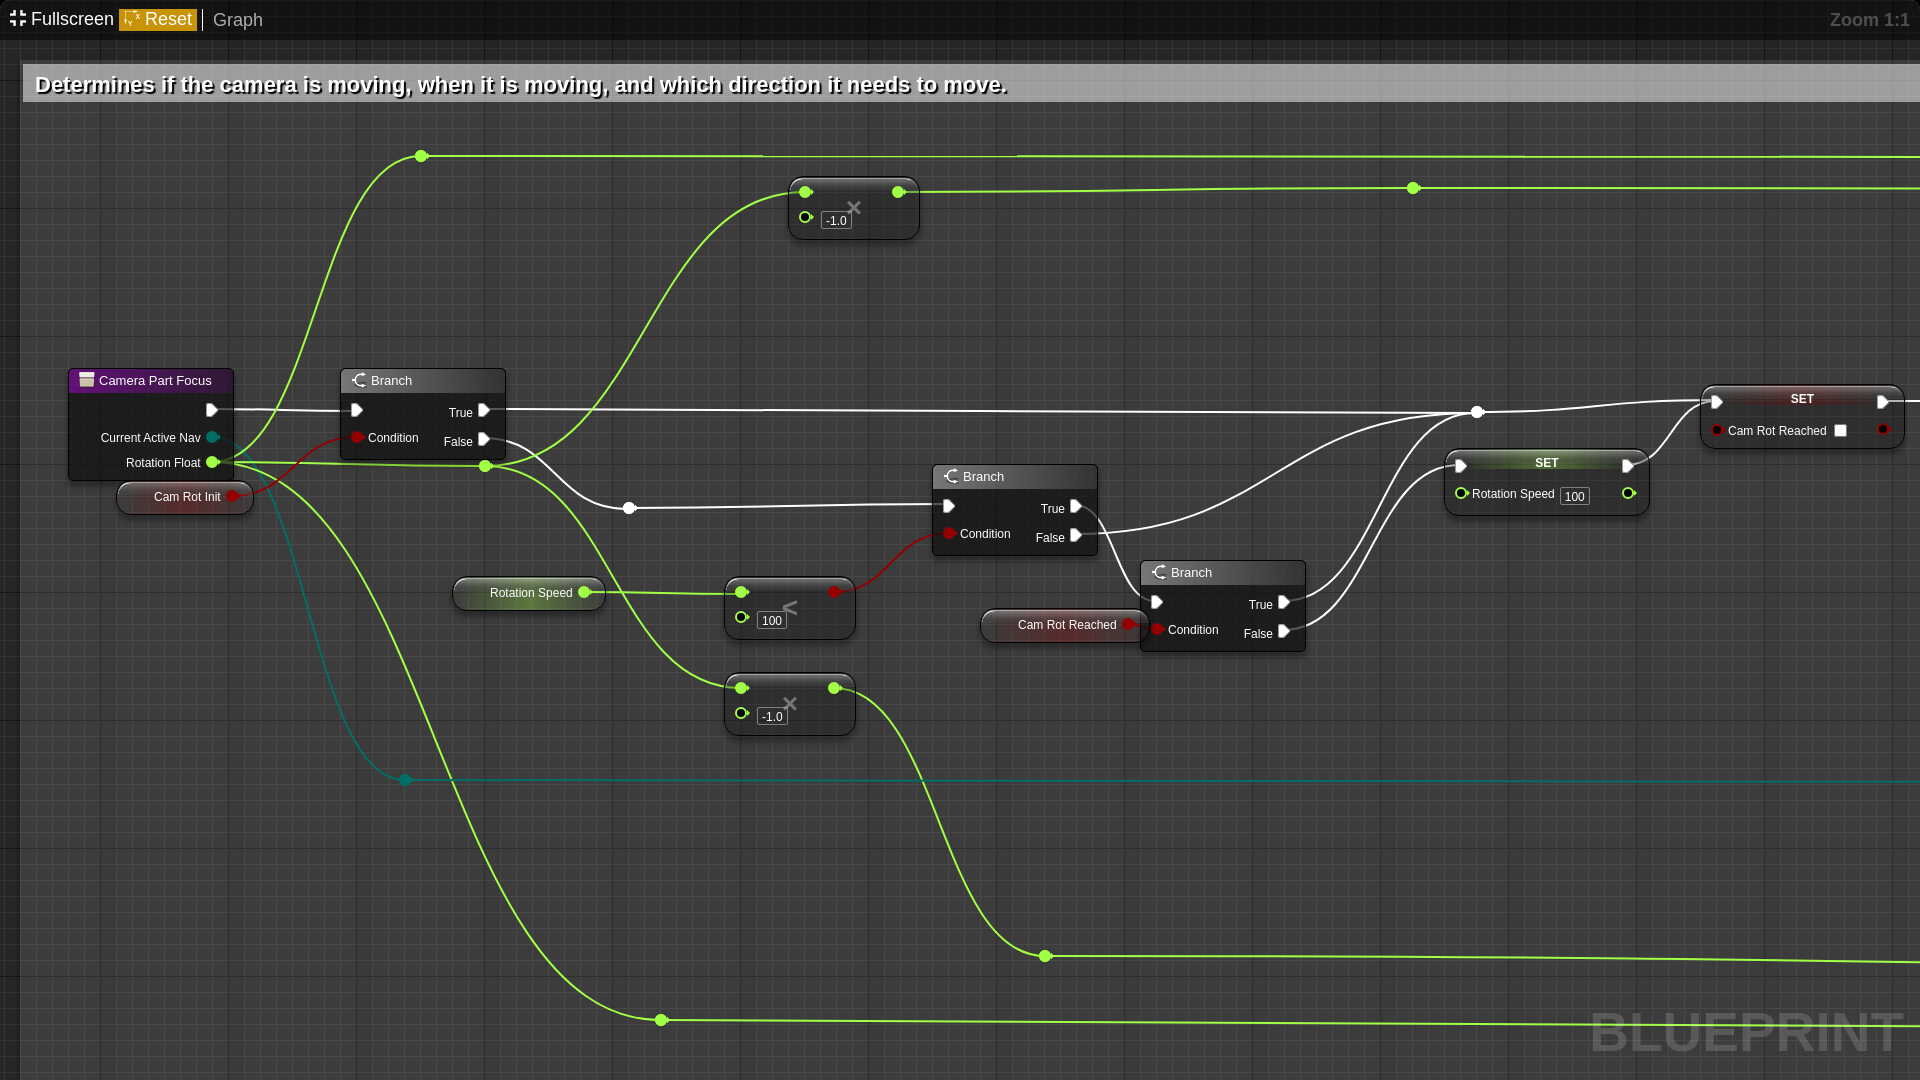 Fullscreen Reset Graph Zoom 1:1
Determines if the camera is moving, when it is moving, and which direction it needs to move.
-1.0
Camera Part Focus
Current Active Nav
Rotation Float
Cam Rot Init
Branch
True
Condition
False
Rotation Speed
<
100
-1.0
Branch
True
Condition
False
Cam Rot Reached
Branch
True
Condition
False
SET
Rotation Speed 100
SET
Cam Rot Reached
BLUEPRINT